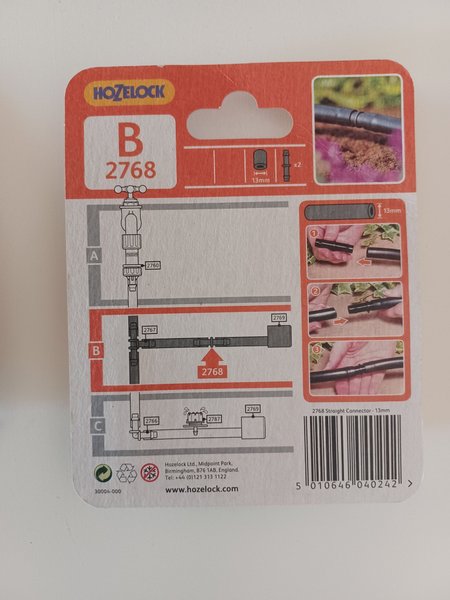 HOZELOCK
B
2768
13mm
x2
13mm
1
A
2760
2
2767
2769
B
2768
3
2769
2766
2787
C
2768 Straight Connector - 13mm
Hozelock Ltd., Midpoint Park,
Birmingham, B76 1AB. England.
Tel: +44 (0)121 313 1122
www.hozelock.com
30004-000
5 010646 040242 >